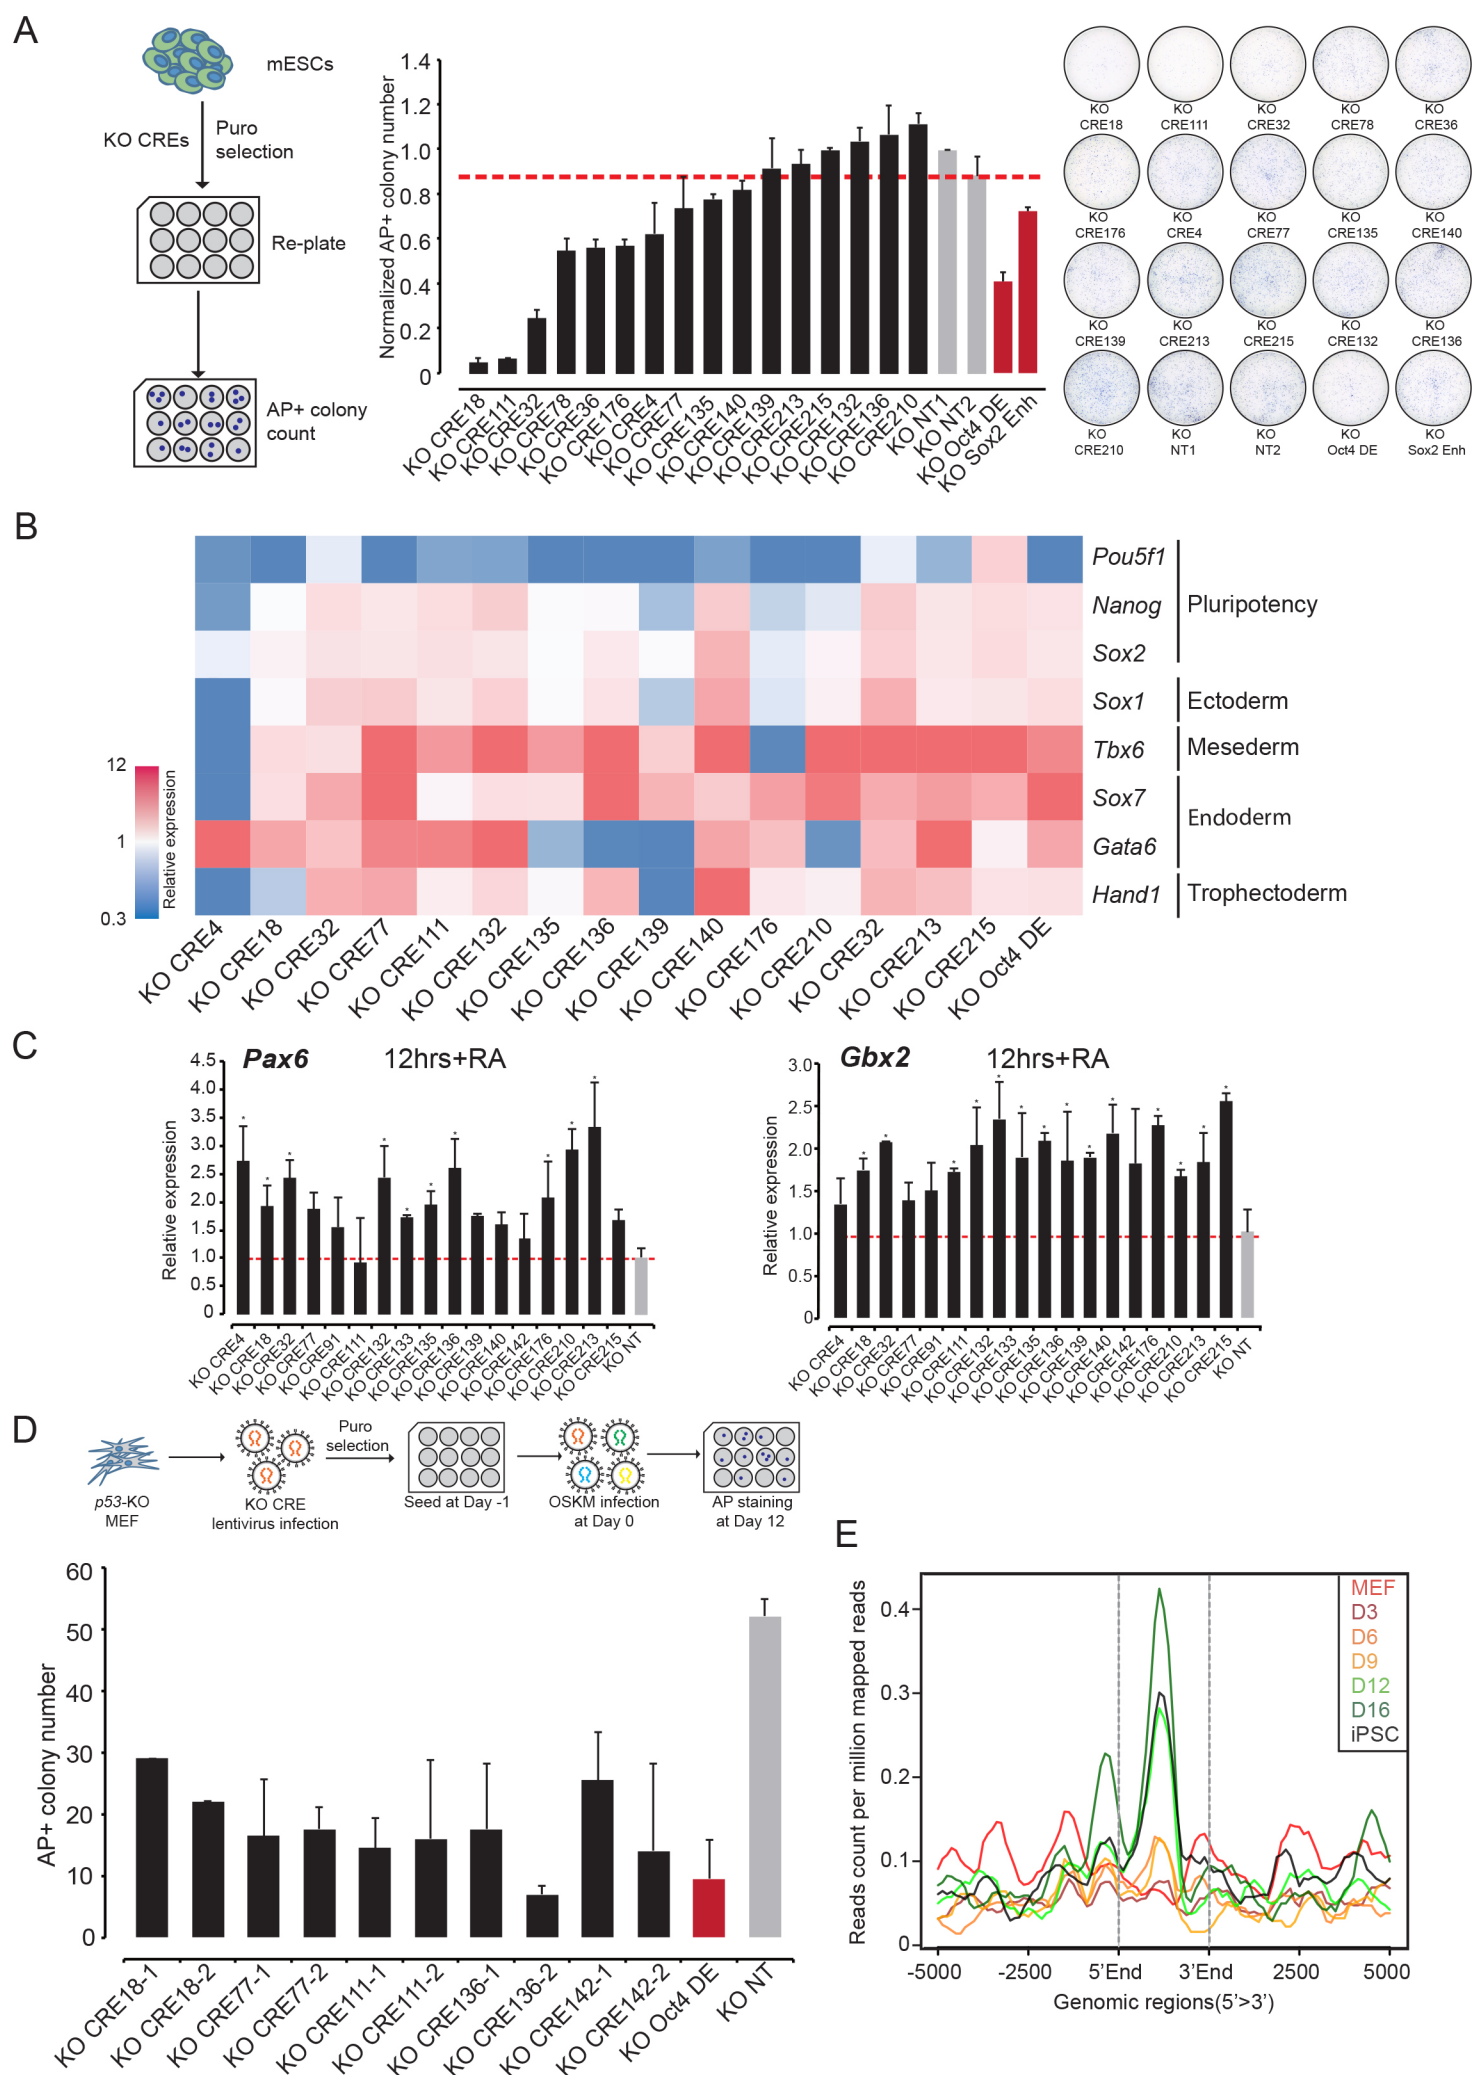 A
mESCs
KO CREs
Puro
selection
Re-plate
AP+ colony
count
Normalized AP+ colony number
1.4
1.2
1.0
0.8
0.6
0.4
0.2
0
KO CRE18
KO CRE111
KO CRE32
KO CRE78
KO CRE36
KO CRE176
KO CRE4
KO CRE77
KO CRE135
KO CRE140
KO CRE139
KO CRE213
KO CRE215
KO CRE132
KO CRE136
KO CRE210
KO NT1
KO NT2
KO Oct4 DE
KO Sox2 Enh
KO KO KO KO KO
CRE18 CRE111 CRE32 CRE78 CRE36
KO KO KO KO KO
CRE176 CRE4 CRE77 CRE135 CRE140
KO KO KO KO KO
CRE139 CRE213 CRE215 CRE132 CRE136
KO KO KO KO KO
CRE210 NT1 NT2 Oct4 DE Sox2 Enh
B
Pou5f1
Nanog
Pluripotency
Sox2
Sox1
Ectoderm
Tbx6
Mesederm
Sox7
Endoderm
Gata6
Hand1
Trophectoderm
12
1
0.3
Relative expression
KO CRE4
KO CRE18
KO CRE32
KO CRE77
KO CRE111
KO CRE132
KO CRE135
KO CRE136
KO CRE139
KO CRE140
KO CRE176
KO CRE210
KO CRE32
KO CRE213
KO CRE215
KO Oct4 DE
C
Pax6 12hrs+RA
Relative expression
4.5
4.0
3.5
3.0
2.5
2.0
1.5
1.0
0.5
0
KO CRE4
KO CRE18
KO CRE32
KO CRE77
KO CRE91
KO CRE111
KO CRE132
KO CRE133
KO CRE135
KO CRE136
KO CRE139
KO CRE140
KO CRE142
KO CRE176
KO CRE210
KO CRE213
KO CRE215
KO NT
Gbx2 12hrs+RA
Relative expression
3.0
2.5
2.0
1.5
1.0
0.5
0
KO CRE4
KO CRE18
KO CRE32
KO CRE77
KO CRE91
KO CRE111
KO CRE132
KO CRE133
KO CRE135
KO CRE136
KO CRE139
KO CRE140
KO CRE142
KO CRE176
KO CRE210
KO CRE213
KO CRE215
KO NT
D
p53-KO
MEF
KO CRE
lentivirus infection
Puro
selection
Seed at Day -1
OSKM infection
at Day 0
AP staining
at Day 12
AP+ colony number
60
50
40
30
20
10
0
KO CRE18-1
KO CRE18-2
KO CRE77-1
KO CRE77-2
KO CRE111-1
KO CRE111-2
KO CRE136-1
KO CRE136-2
KO CRE142-1
KO CRE142-2
KO Oct4 DE
KO NT
E
Reads count per million mapped reads
0.4
0.3
0.2
0.1
0
MEF
D3
D6
D9
D12
D16
iPSC
-5000 -2500 5'End 3'End 2500 5000
Genomic regions(5'>3')